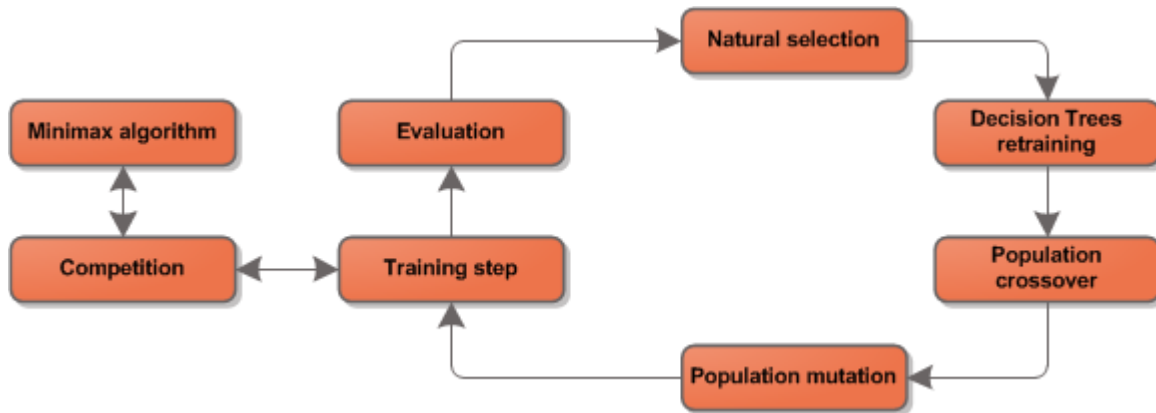 Natural selection
Minimax algorithm
Evaluation
Decision Trees
retraining
Competition
Training step
Population
crossover
Population mutation